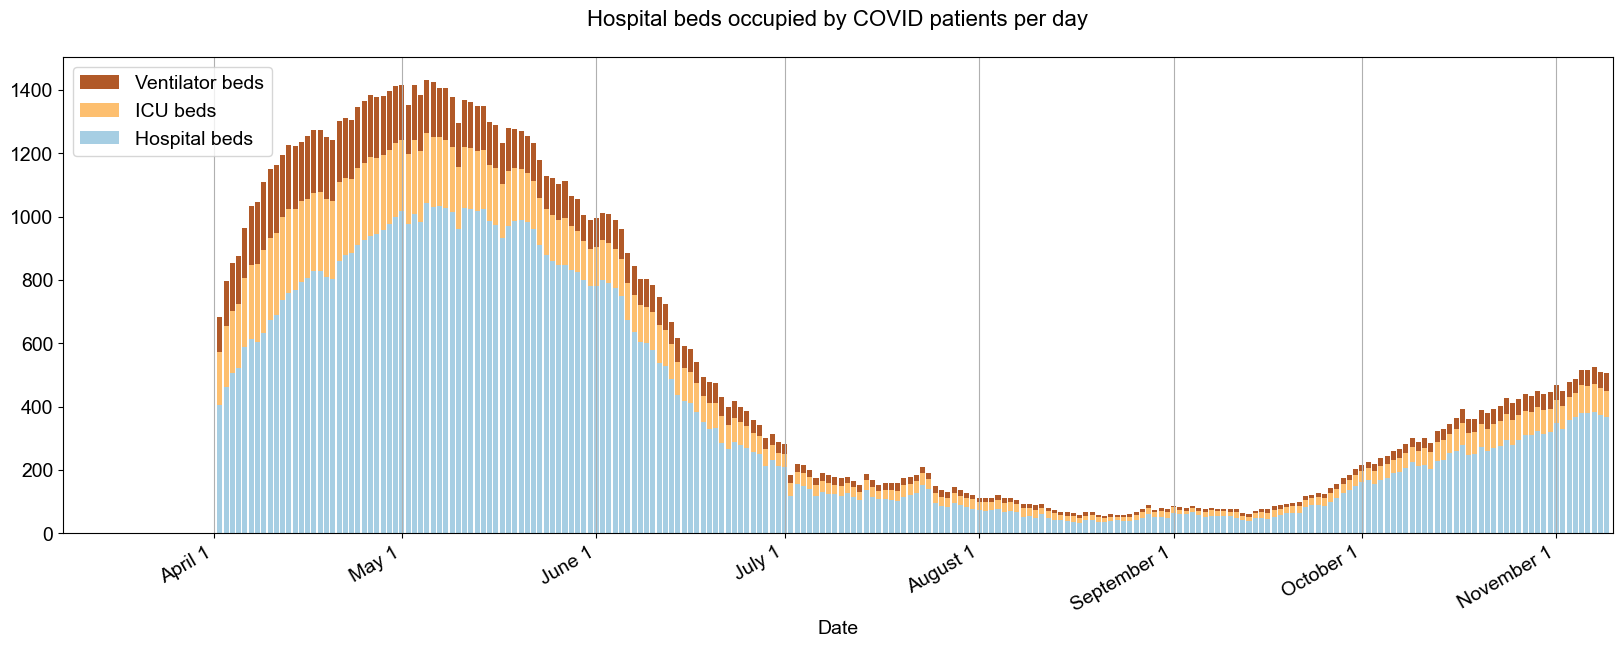 Hospital beds occupied by COVID patients per day
Ventilator beds
ICU beds
Hospital beds
1400
1200
1000
800
600
400
200
0
April 1
May 1
June 1
July 1
August 1
September 1
October 1
November 1
Date